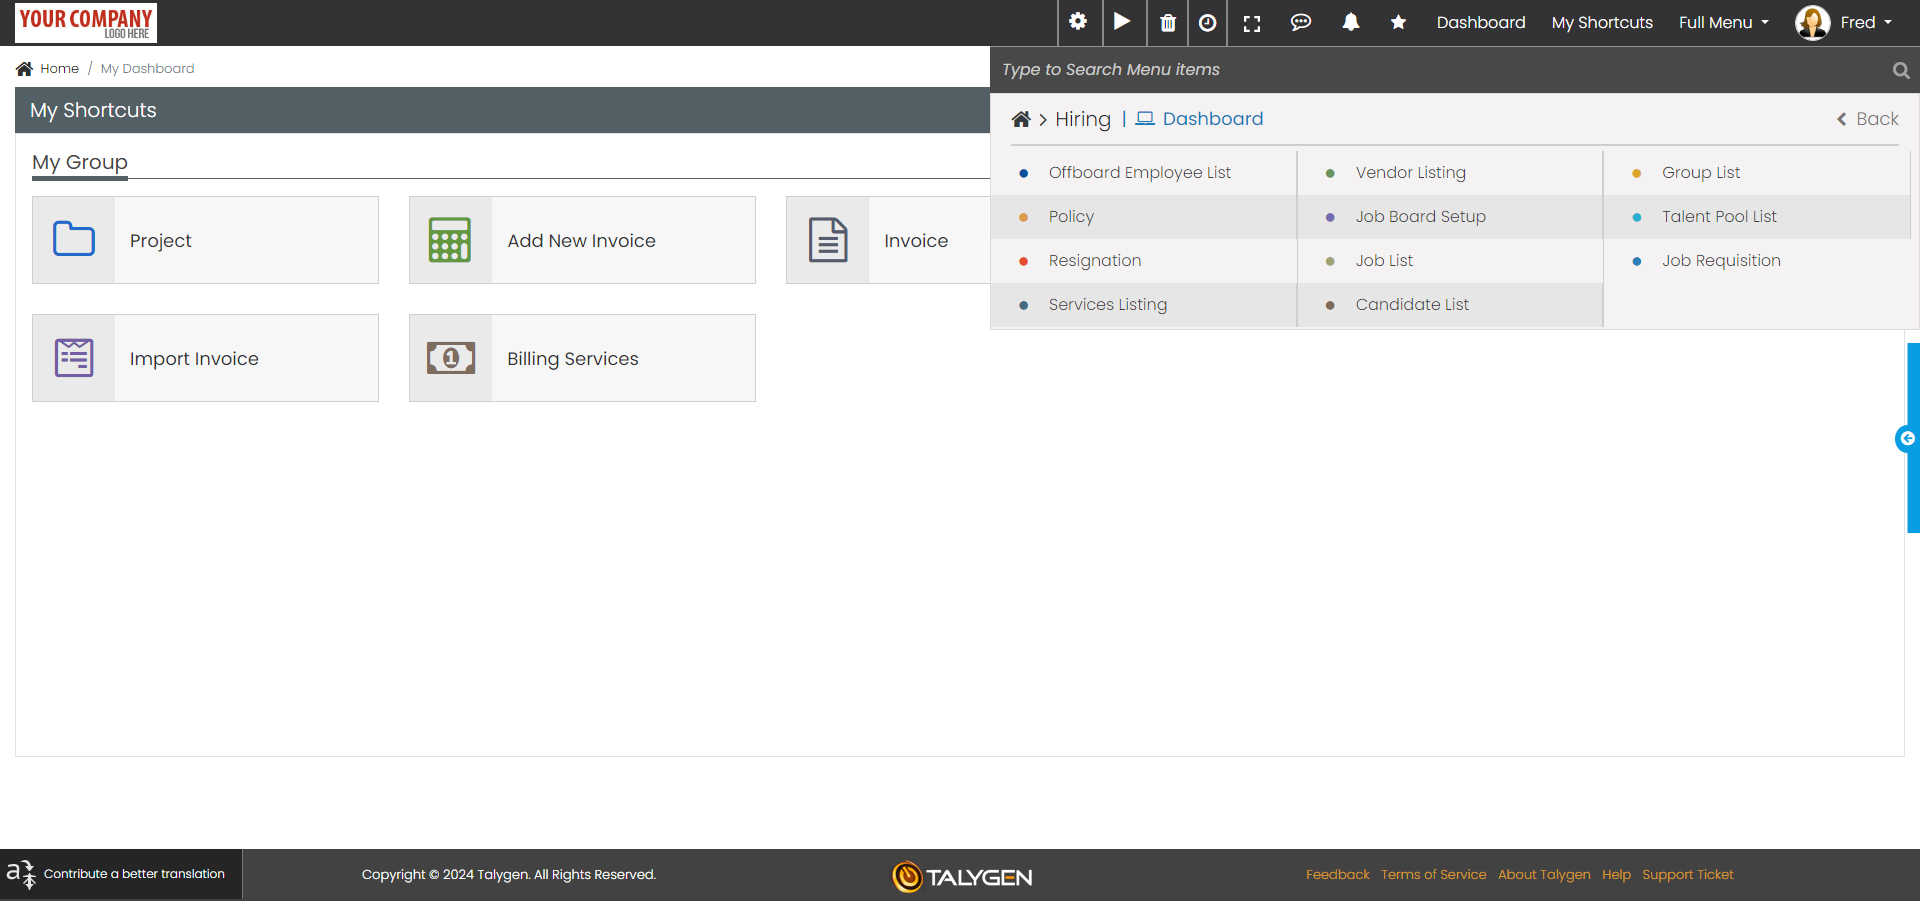 YOUR COMPANY
LOGO HERE
Dashboard
My Shortcuts
Full Menu
Fred
Home / My Dashboard
Type to Search Menu items
My Shortcuts
Hiring | Dashboard
Back
My Group
Offboard Employee List
Vendor Listing
Group List
Policy
Job Board Setup
Talent Pool List
Resignation
Job List
Job Requisition
Services Listing
Candidate List
Project
Add New Invoice
Invoice
Import Invoice
Billing Services
Contribute a better translation
Copyright © 2024 Talygen. All Rights Reserved.
TALYGEN
Feedback
Terms of Service
About Talygen
Help
Support Ticket